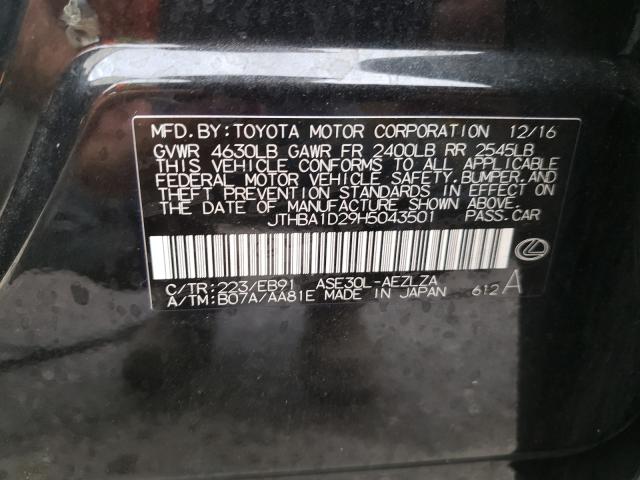 MFD. BY: TOYOTA MOTOR CORPORATION 12/16
GVWR 4630LB GAWR FR 2400LB RR 2545LB
THIS VEHICLE CONFORMS TO ALL APPLICABLE
FEDERAL MOTOR VEHICLE SAFETY, BUMPER, AND
THEFT PREVENTION STANDARDS IN EFFECT ON
THE DATE OF MANUFACTURE SHOWN ABOVE.
JTHBA1D29H5043501 PASS. CAR
C/TR: 223/EB91 ASE30L-AEZLZA
A/TM: B07A/AA81E MADE IN JAPAN 612 A